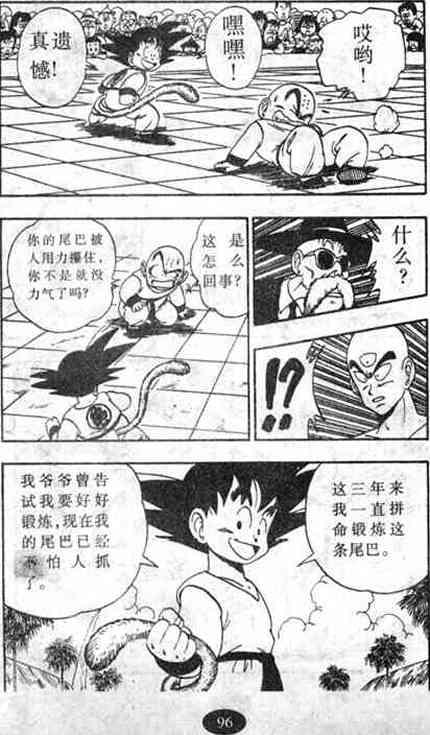 哎哟！
嘿嘿！
真遗
憾！
什么？
！？
这是
怎么
回事？
你的尾巴被
人用力攥住，
你不是就没
力气了吗？
这三年来
我一直拼
命锻炼这
条尾巴。
我爷爷曾告
试我要好好
锻炼，现在我
的尾巴已经
不怕人抓
了。
96